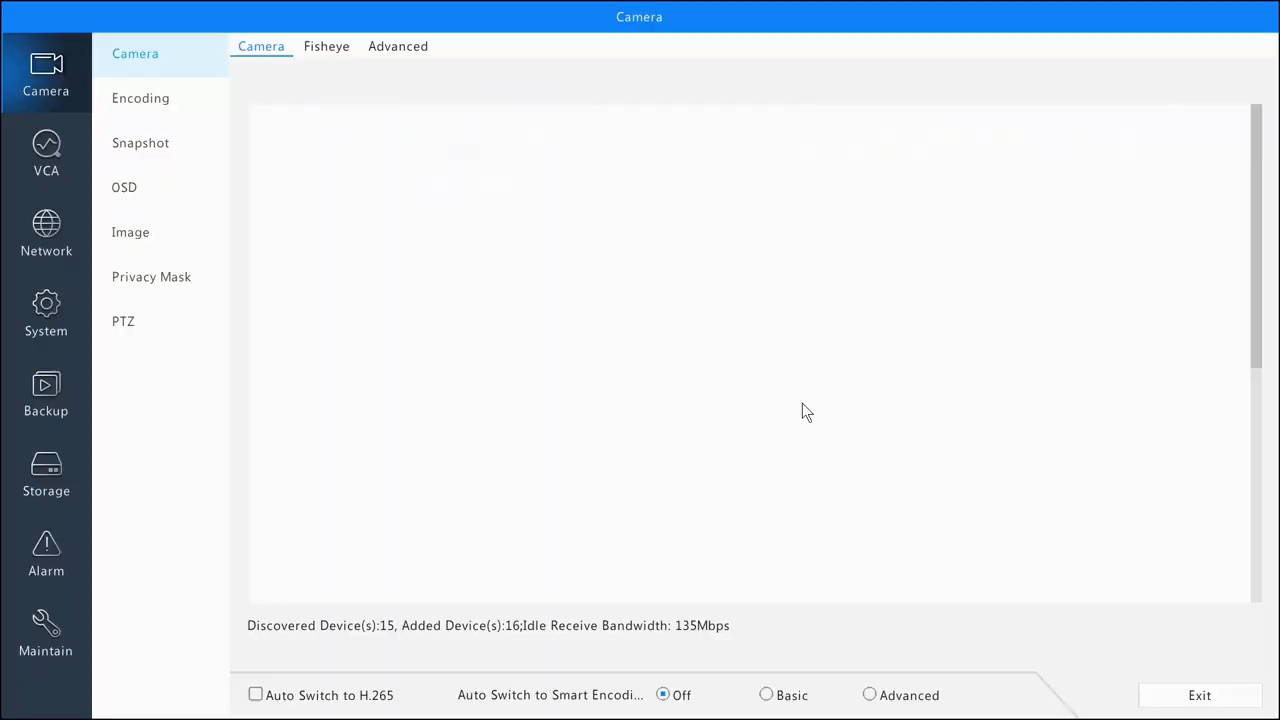 Camera
Camera
VCA
Network
System
Backup
Storage
Alarm
Maintain
Camera
Encoding
Snapshot
OSD
Image
Privacy Mask
PTZ
Camera Fisheye Advanced
Discovered Device(s):15, Added Device(s):16;Idle Receive Bandwidth: 135Mbps
Auto Switch to H.265 Auto Switch to Smart Encodi... Off Basic Advanced Exit